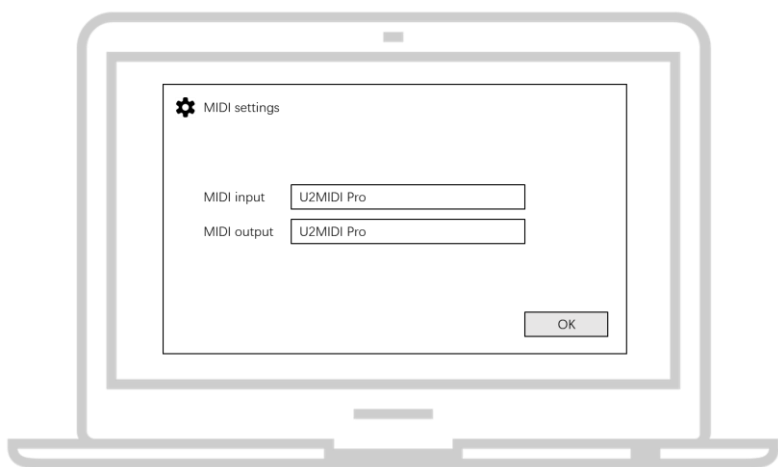 MIDI settings
MIDI input U2MIDI Pro
MIDI output U2MIDI Pro
OK